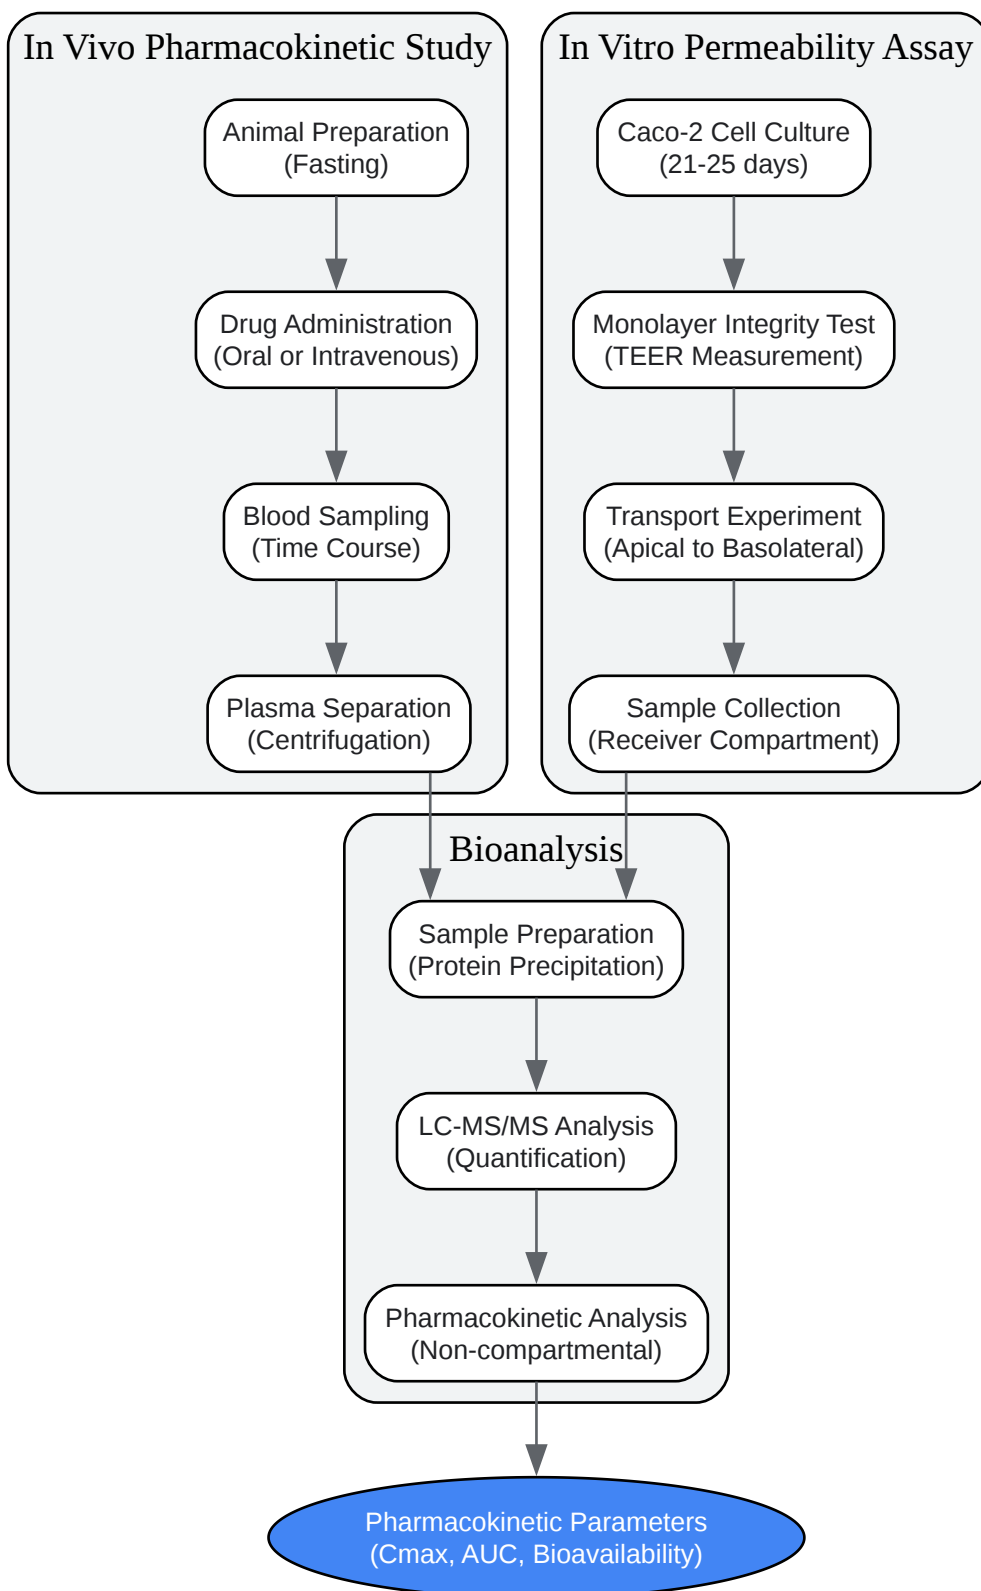 In Vivo Pharmacokinetic Study
Animal Preparation
(Fasting)
Drug Administration
(Oral or Intravenous)
Blood Sampling
(Time Course)
Plasma Separation
(Centrifugation)
In Vitro Permeability Assay
Caco-2 Cell Culture
(21-25 days)
Monolayer Integrity Test
(TEER Measurement)
Transport Experiment
(Apical to Basolateral)
Sample Collection
(Receiver Compartment)
Bioanalysis
Sample Preparation
(Protein Precipitation)
LC-MS/MS Analysis
(Quantification)
Pharmacokinetic Analysis
(Non-compartmental)
Pharmacokinetic Parameters
(Cmax, AUC, Bioavailability)